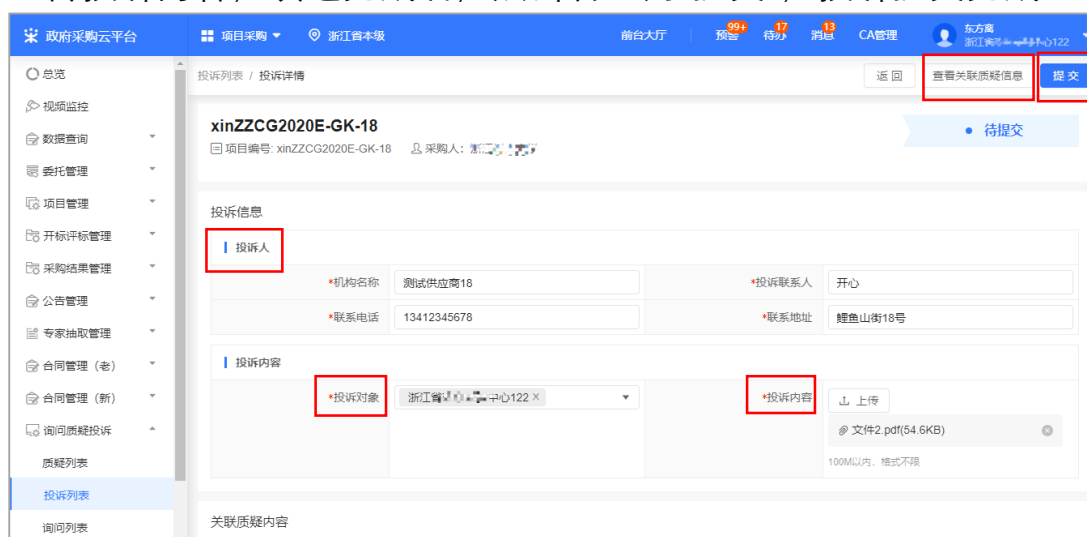 政府采购云平台
项目采购
浙江省本级
前台大厅
预警
99+
待办
17
消息
13
CA管理
东方离
122
总览
投诉列表 / 投诉详情
返回
查看关联质疑信息
提交
视频监控
数据查询
委托管理
项目管理
开标评标管理
采购结果管理
公告管理
专家抽取管理
合同管理（老）
合同管理（新）
询问质疑投诉
质疑列表
投诉列表
询问列表
xinZZCG2020E-GK-18
待提交
项目编号: xinZZCG2020E-GK-18
采购人:
投诉信息
投诉人
*机构名称
测试供应商18
*投诉联系人
开心
*联系电话
13412345678
*联系地址
鲤鱼山街18号
投诉内容
*投诉对象
浙江省 中心122 ×
*投诉内容
上传
文件2.pdf(54.6KB)
100M以内，格式不限
关联质疑内容